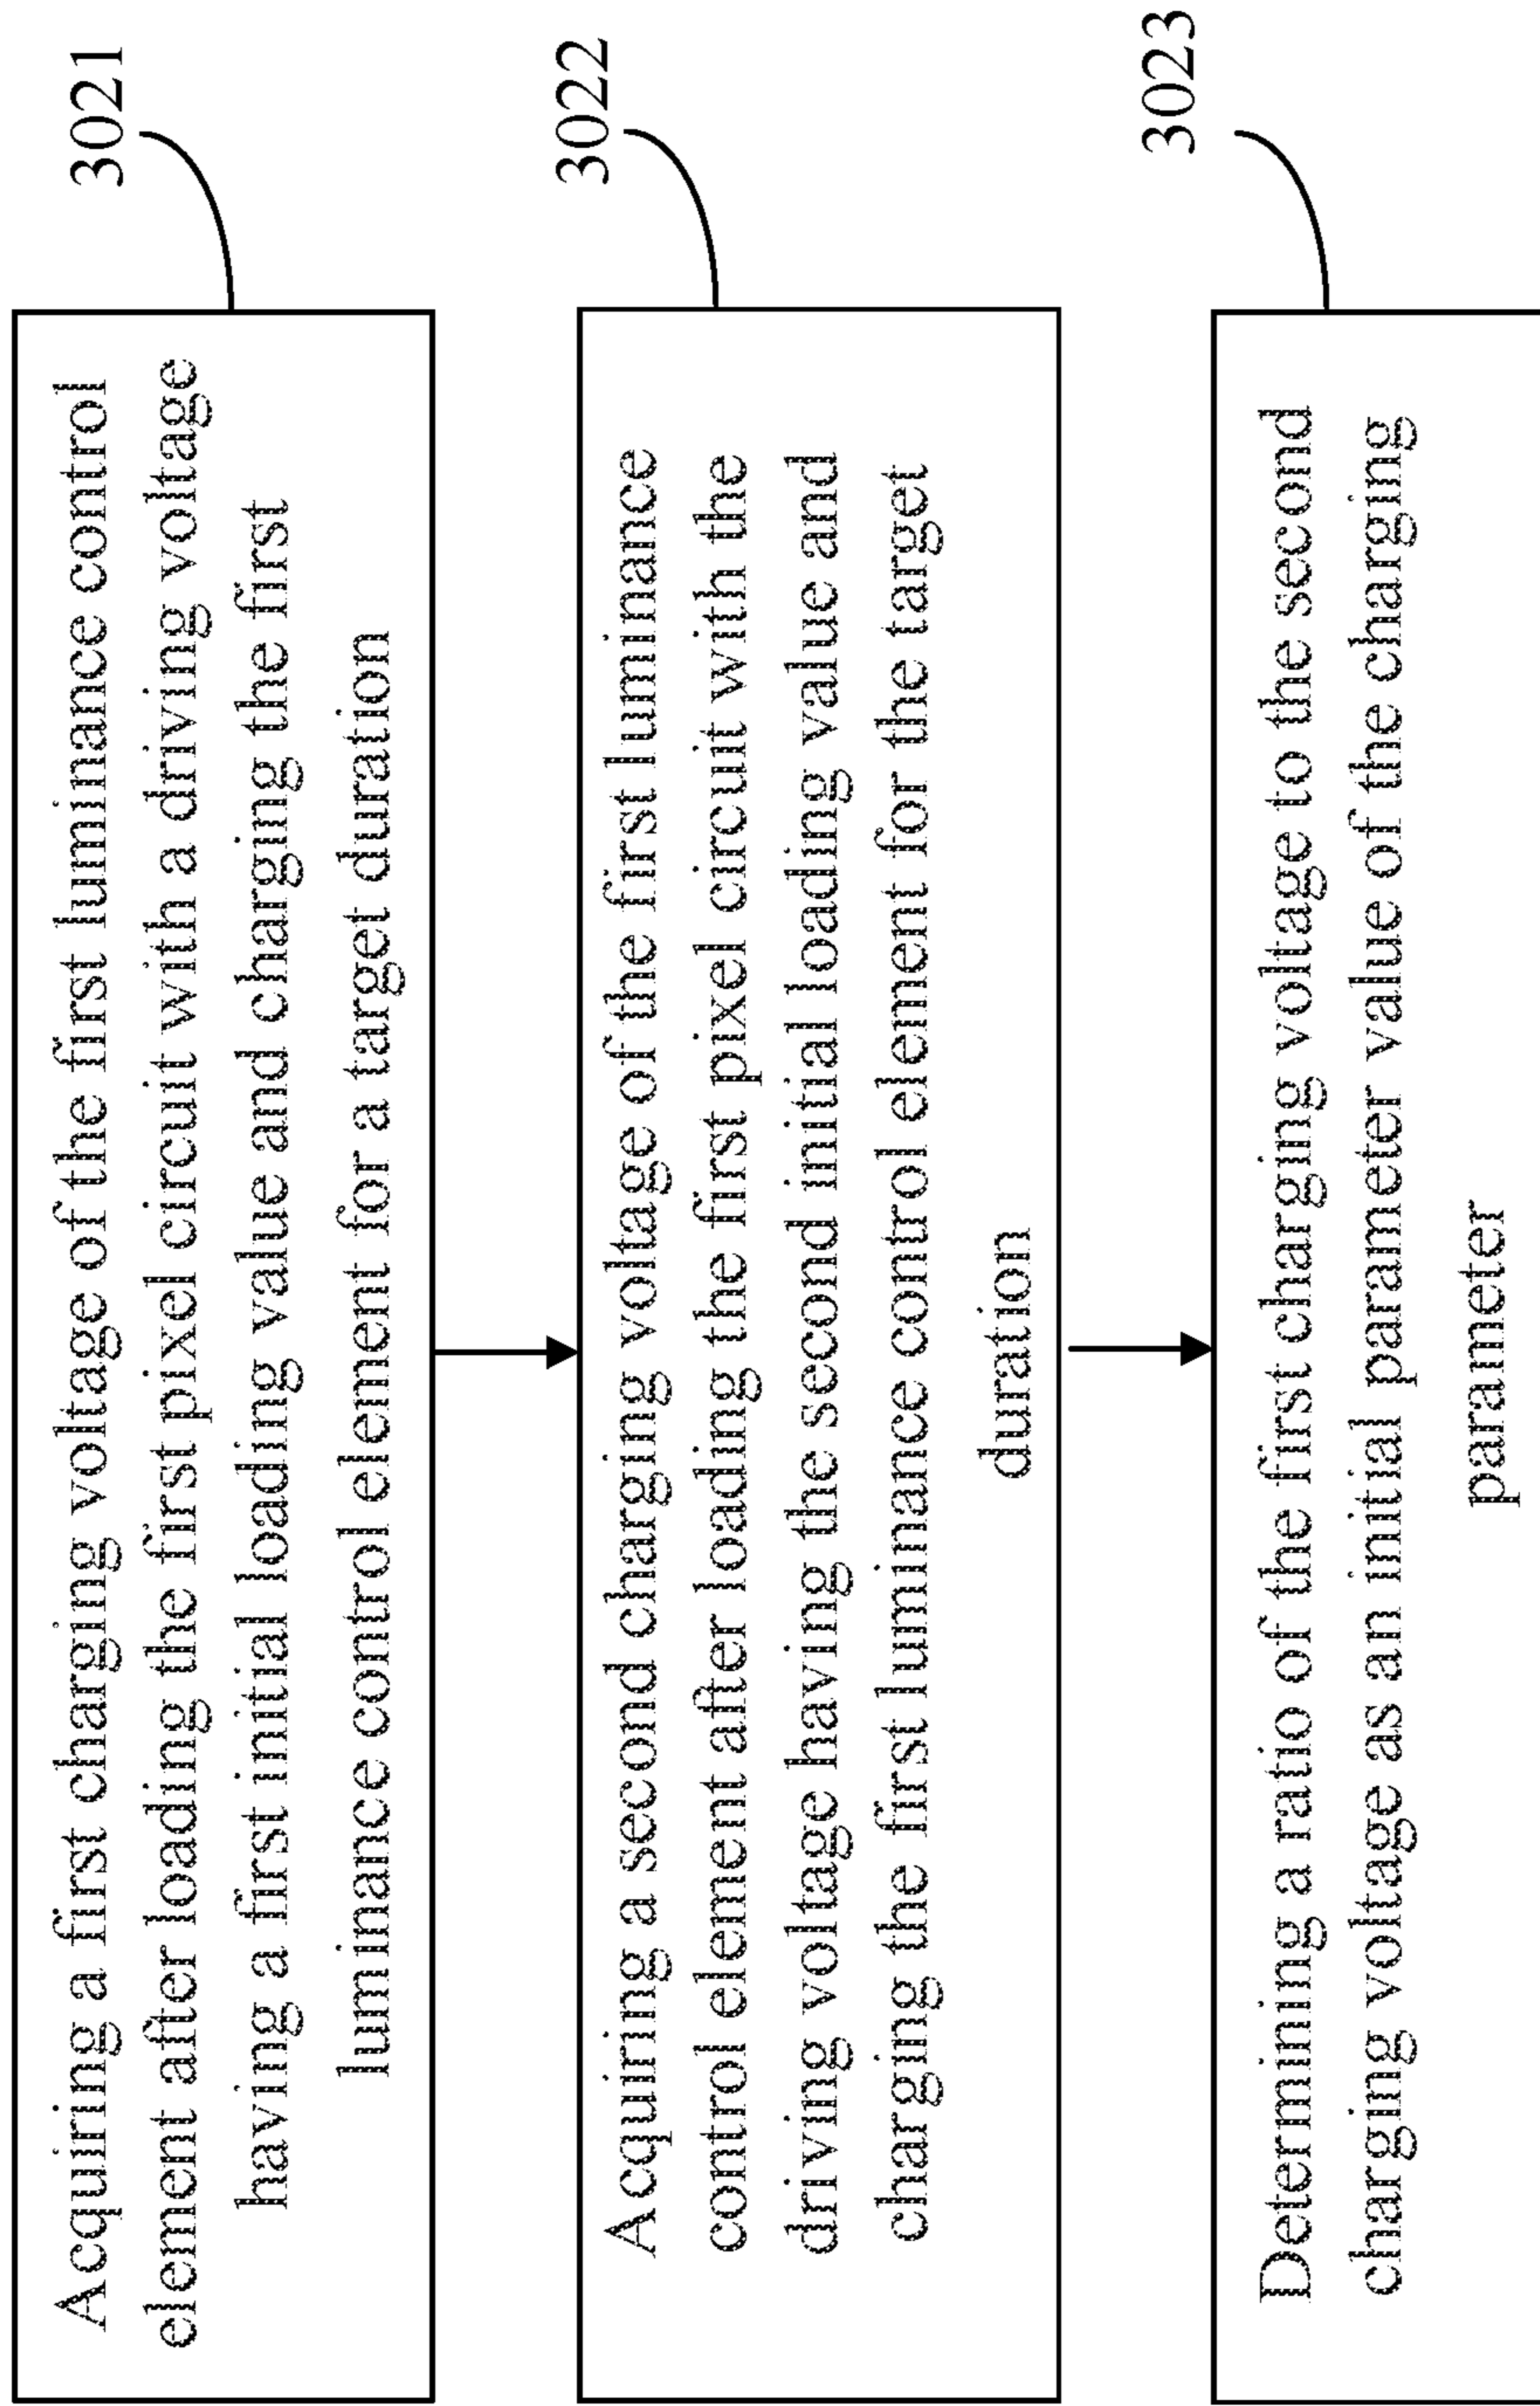 Acquiring a first charging voltage of the first luminance control
element after loading the first pixel circuit with a driving voltage
having a first initial loading value and charging the first
luminance control element for a target duration
3021
Acquiring a second charging voltage of the first luminance
control element after loading the first pixel circuit with the
driving voltage having the second initial loading value and
charging the first luminance control element for the target
duration
3022
Determining a ratio of the first charging voltage to the second
charging voltage as an initial parameter value of the charging
parameter
3023